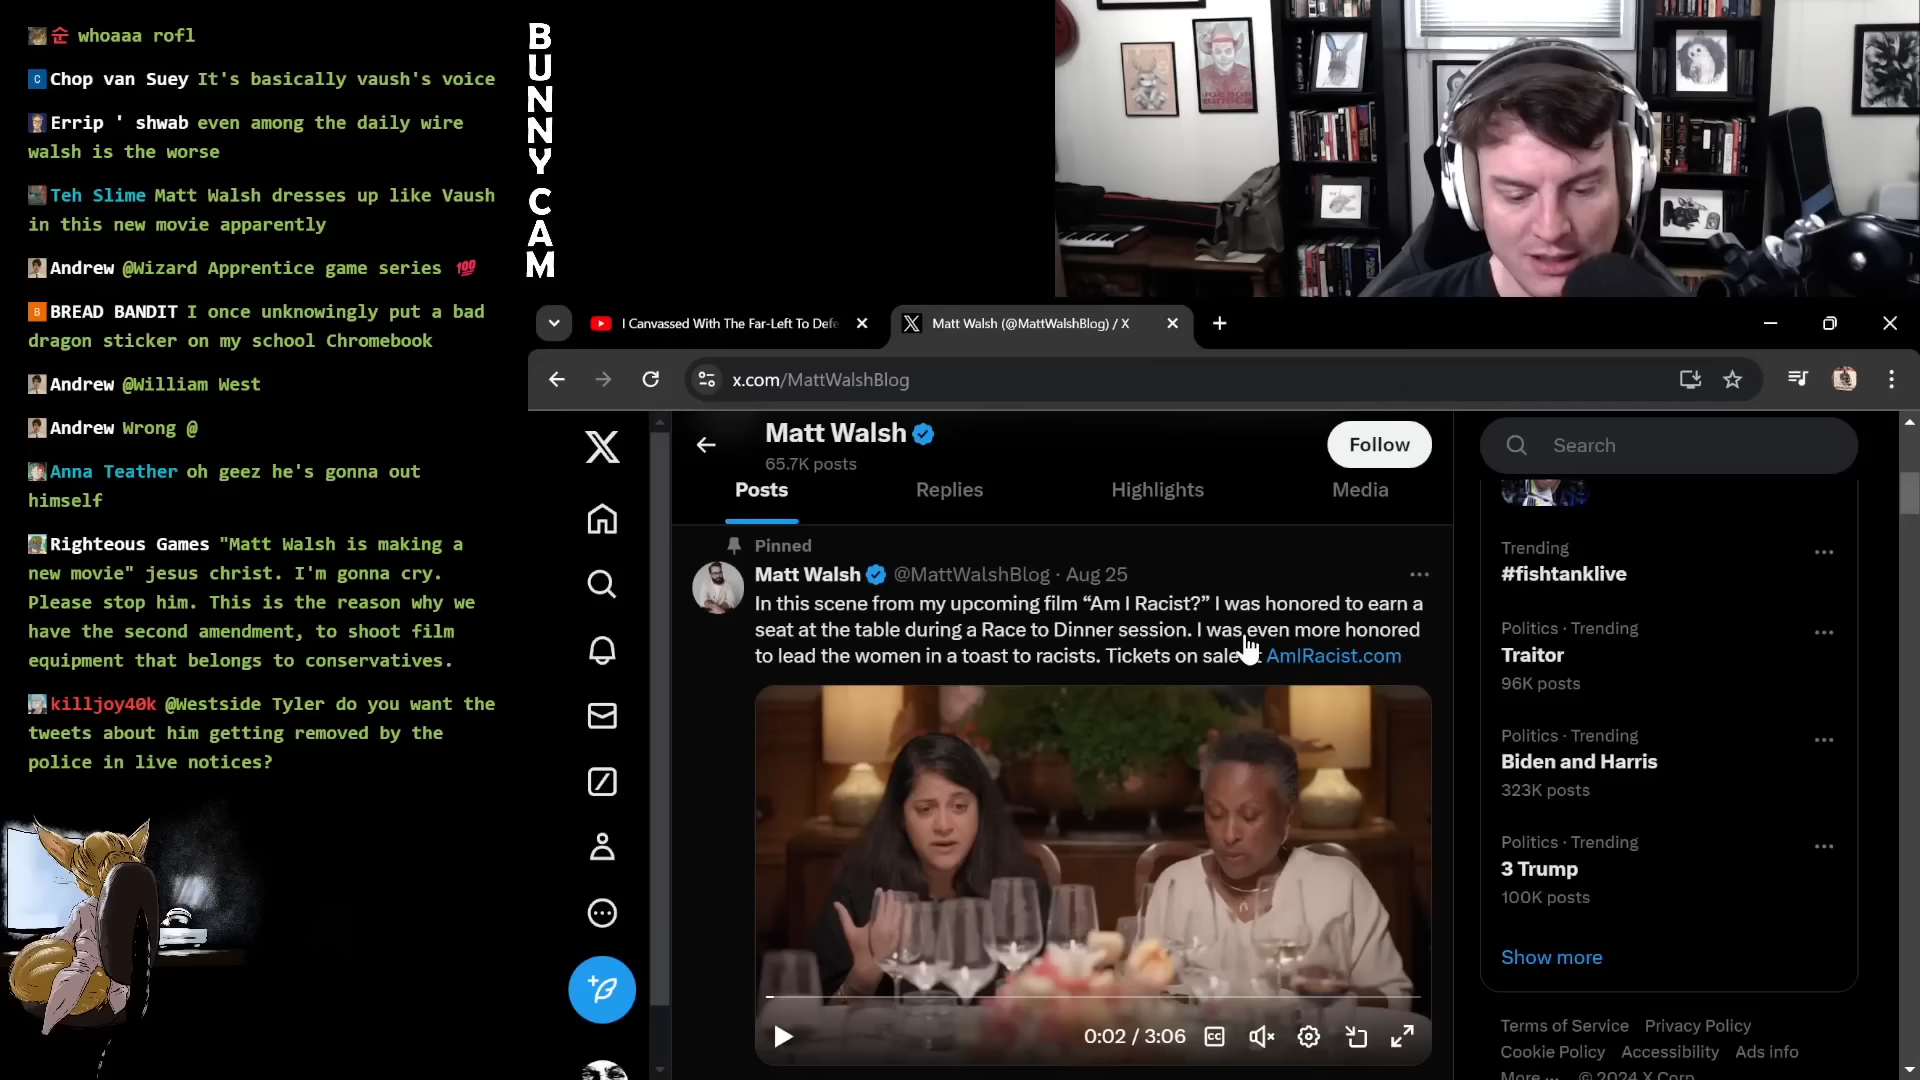 순 whoaaa rofl
C Chop van Suey It's basically vaush's voice
Errip ' shwab even among the daily wire
walsh is the worse
Teh Slime Matt Walsh dresses up like Vaush
in this new movie apparently
Andrew @Wizard Apprentice game series 💯
B BREAD BANDIT I once unknowingly put a bad
dragon sticker on my school Chromebook
Andrew @William West
Andrew Wrong @
Anna Teather oh geez he's gonna out
himself
Righteous Games "Matt Walsh is making a
new movie" jesus christ. I'm gonna cry.
Please stop him. This is the reason why we
have the second amendment, to shoot film
equipment that belongs to conservatives.
killjoy40k @Westside Tyler do you want the
tweets about him getting removed by the
police in live notices?
BUNNY CAM
I Canvassed With The Far-Left To Defe
Matt Walsh (@MattWalshBlog) / X
x.com/MattWalshBlog
Matt Walsh
65.7K posts
Follow
Posts
Replies
Highlights
Media
Pinned
Matt Walsh @MattWalshBlog · Aug 25
In this scene from my upcoming film “Am I Racist?” I was honored to earn a
seat at the table during a Race to Dinner session. I was even more honored
to lead the women in a toast to racists. Tickets on sale AmIRacist.com
0:02 / 3:06
CC
Search
Trending
#fishtanklive
Politics · Trending
Traitor
96K posts
Politics · Trending
Biden and Harris
323K posts
Politics · Trending
3 Trump
100K posts
Show more
Terms of Service Privacy Policy
Cookie Policy Accessibility Ads info
More ... © 2024 X Corp.